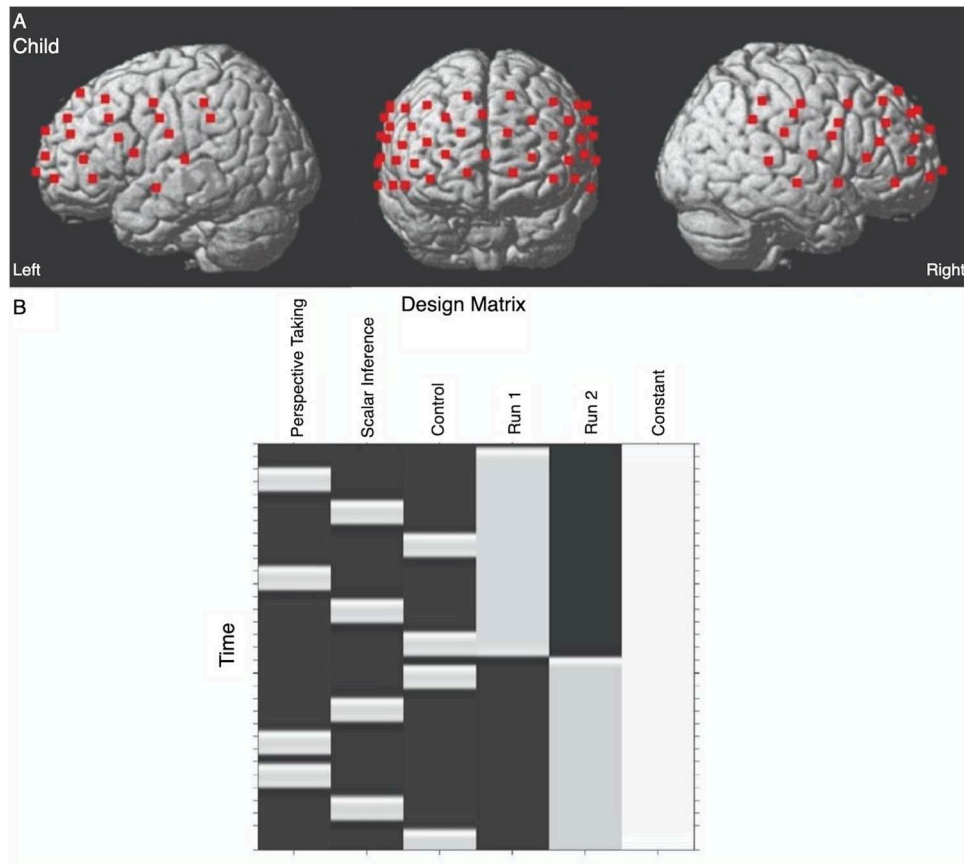 A
Child
Left
Right
B
Design Matrix
Perspective Taking
Scalar Inference
Control
Run 1
Run 2
Constant
Time